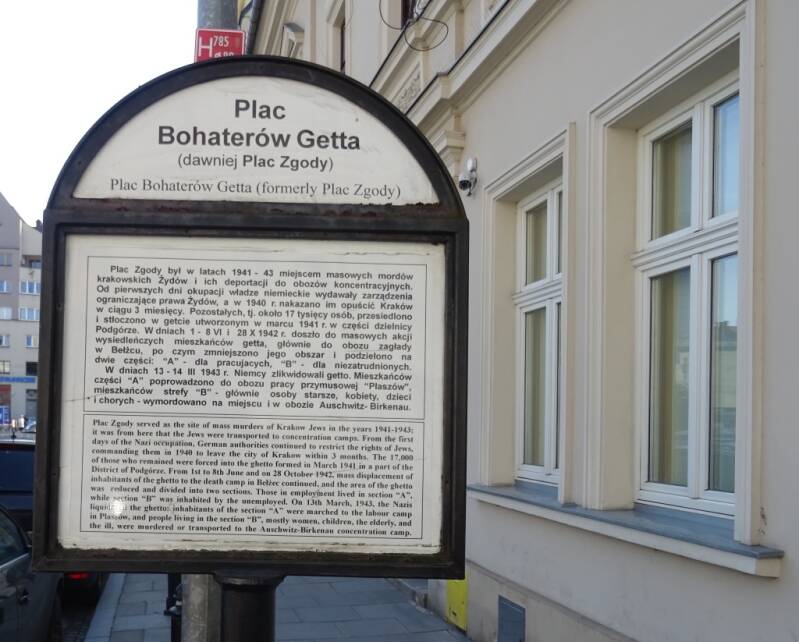 H785
Plac
Bohaterów Getta
(dawniej Plac Zgody)
Plac Bohaterów Getta (formerly Plac Zgody)
Plac Zgody był w latach 1941 - 43 miejscem masowych mordów
krakowskich Żydów i ich deportacji do obozów koncentracyjnych.
Od pierwszych dni okupacji władze niemieckie wydawały zarządzenia
ograniczające prawa Żydów, a w 1940 r. nakazano im opuścić Kraków
w ciągu 3 miesięcy. Pozostałych, tj. około 17 tysięcy osób, przesiedlono
i stłoczono w getcie utworzonym w marcu 1941 r. w części dzielnicy
Podgórze. W dniach 1 - 8 VI i 28 X 1942 r. doszło do masowych akcji
wysiedleńczych mieszkańców getta, głównie do obozu zagłady
w Bełżcu, po czym zmniejszono jego obszar i podzielono na
dwie części: "A" - dla pracujących, "B" - dla niezatrudnionych.
W dniach 13 - 14 III 1943 r. Niemcy zlikwidowali getto. Mieszkańców
części "A" poprowadzono do obozu pracy przymusowej "Płaszów",
mieszkańców strefy "B" - głównie osoby starsze, kobiety, dzieci
i chorych - wymordowano na miejscu i w obozie Auschwitz- Birkenau.
Plac Zgody served as the site of mass murders of Krakow Jews in the years 1941-1943;
it was from here that the Jews were transported to concentration camps. From the first
days of the Nazi occupation, German authorities continued to restrict the rights of Jews,
commanding them in 1940 to leave the city of Krakow within 3 months. The 17,000
of those who remained were forced into the ghetto formed in March 1941 in a part of the
District of Podgórze. From 1st to 8th June and on 28 October 1942, mass displacement of
inhabitants of the ghetto to the death camp in Bełżec continued, and the area of the ghetto
was reduced and divided into two sections. Those in employment lived in section "A",
while section "B" was inhabited by the unemployed. On 13th March, 1943, the Nazis
the ghetto: inhabitants of the section "A" were marched to the labour camp
in Płaszów, and people living in the section "B", mostly women, children, the elderly, and
the ill, were murdered or transported to the Auschwitz-Birkenau concentration camp.